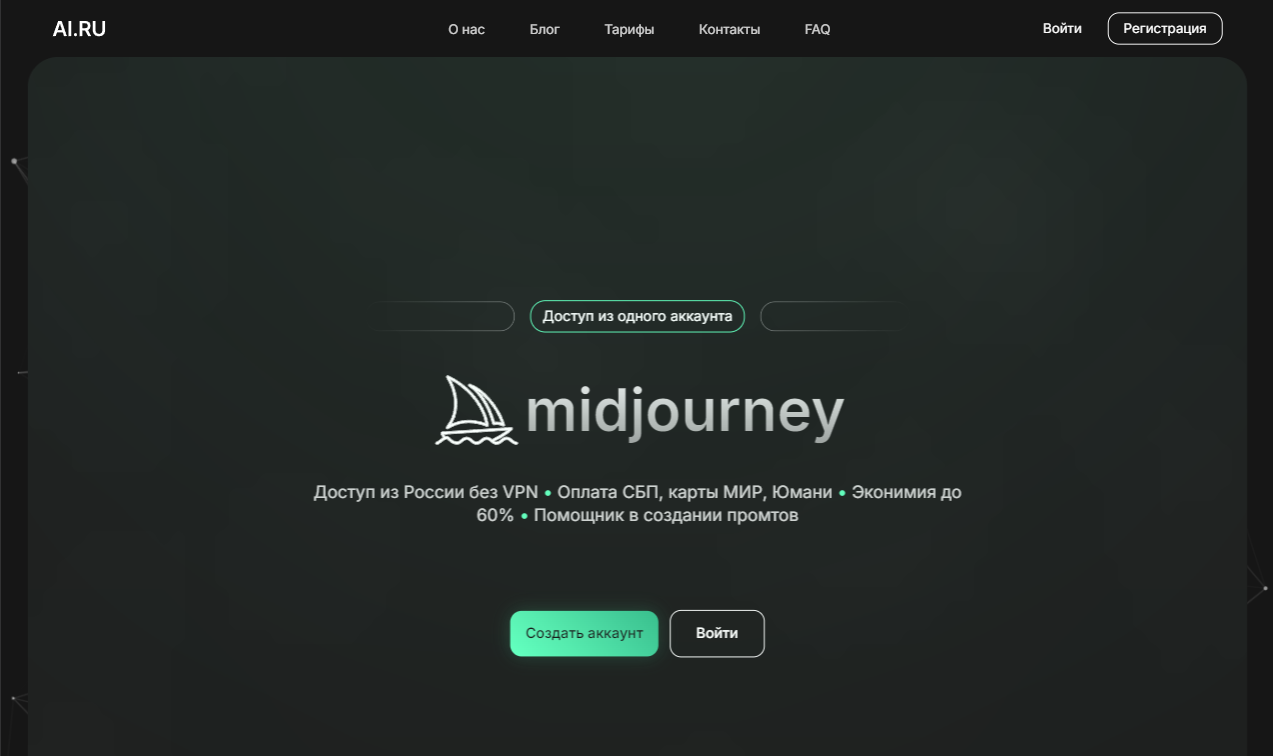 AI.RU
О нас
Блог
Тарифы
Контакты
FAQ
Войти
Регистрация
Доступ из одного аккаунта
midjourney
Доступ из России без VPN • Оплата СБП, карты МИР, Юмани • Эконимия до
60% • Помощник в создании промтов
Создать аккаунт
Войти